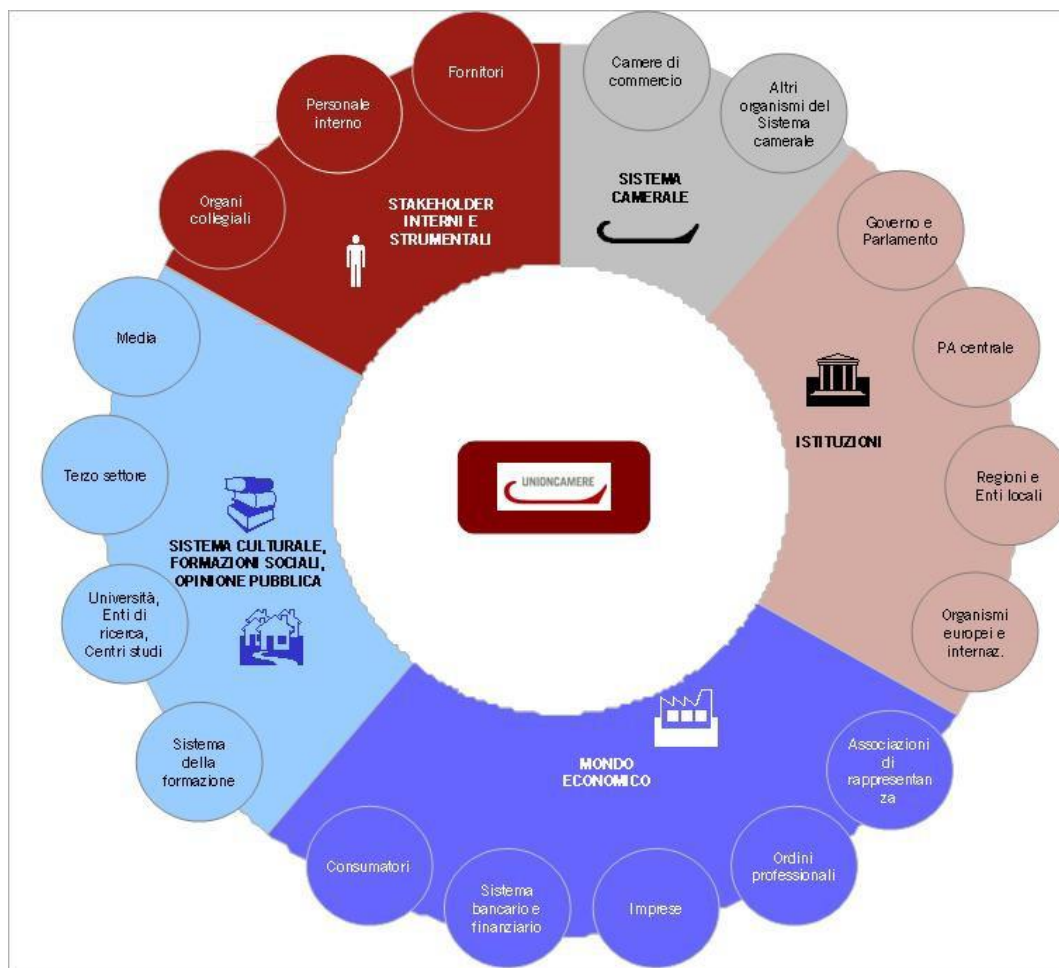 Fornitori
Camere di
commercio
Personale
interno
Altri
organismi del
Sistema
camerale
Organi
collegiali
STAKEHOLDER
INTERNI E
STRUMENTALI
SISTEMA
CAMERALE
Governo e
Parlamento
Media
PA centrale
ISTITUZIONI
Terzo settore
UNIONCAMERE
Regioni e
Enti locali
SISTEMA CULTURALE,
FORMAZIONI SOCIALI,
OPINIONE PUBBLICA
Università,
Enti di
ricerca,
Centri studi
Organismi
europei e
internaz.
Sistema
della
formazione
MONDO
ECONOMICO
Associazioni
di
rappresentan
za
Consumatori
Sistema
bancario e
finanziario
Imprese
Ordini
professionali